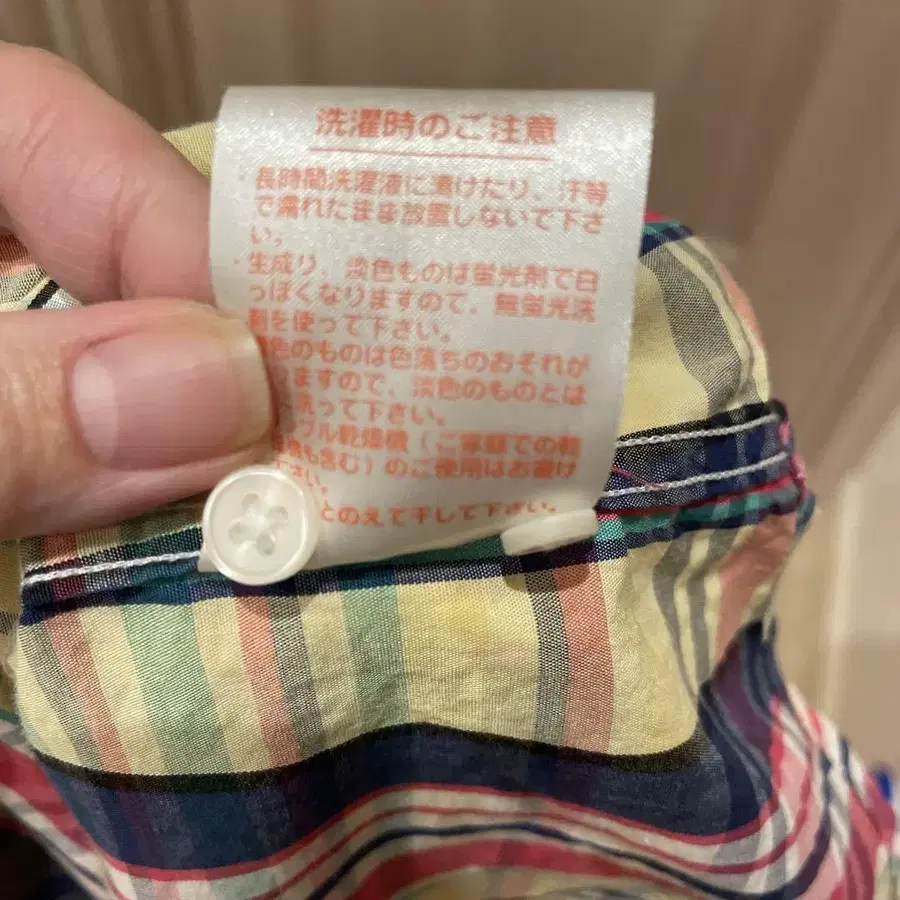 洗濯時のご注意
・長時間洗濯液に漬けたり、汗等
で濡れたまま放置しないで下さ
い。
・生成り、淡色ものは蛍光剤で白
っぽくなりますので、無蛍光洗
剤を使って下さい。
色のものは色落ちのおそれが
りますので、淡色のものとは
洗って下さい。
ブル乾燥機(ご家庭での乾
機も含む)のご使用はお避け
下さい。
とのえて干して下さい。